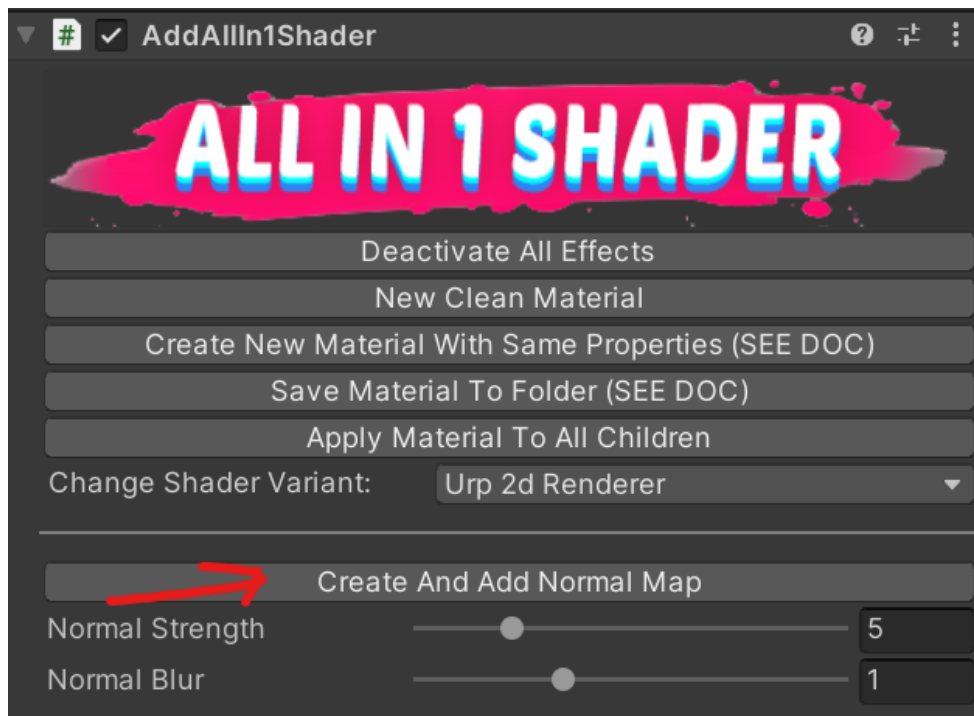 AddAllIn1Shader
ALL IN 1 SHADER
Deactivate All Effects
New Clean Material
Create New Material With Same Properties (SEE DOC)
Save Material To Folder (SEE DOC)
Apply Material To All Children
Change Shader Variant: Urp 2d Renderer
Create And Add Normal Map
Normal Strength 5
Normal Blur 1